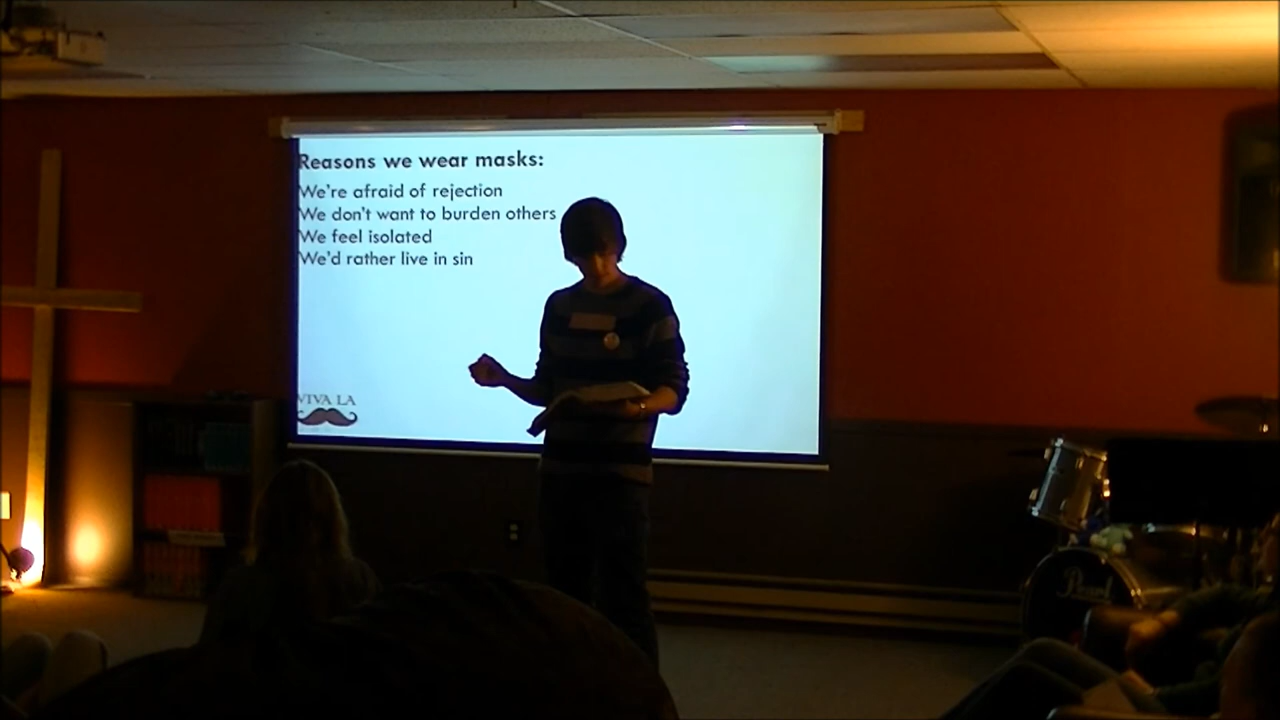 Reasons we wear masks:
We're afraid of rejection
We don't want to burden others
We feel isolated
We'd rather live in sin
VIVA LA
Pearl